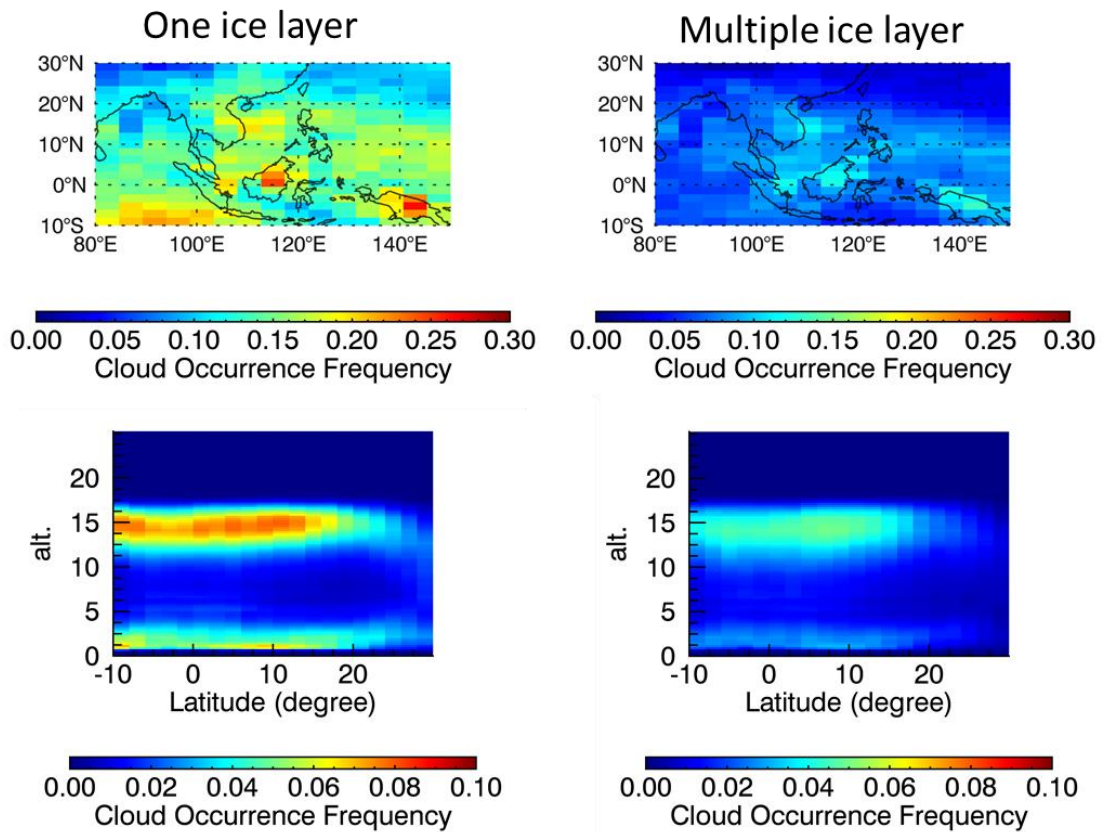 One ice layer
Multiple ice layer
30°N
20°N
10°N
0°N
10°S
80°E 100°E 120°E 140°E
30°N
20°N
10°N
0°N
10°S
80°E 100°E 120°E 140°E
0.00 0.05 0.10 0.15 0.20 0.25 0.30
Cloud Occurrence Frequency
0.00 0.05 0.10 0.15 0.20 0.25 0.30
Cloud Occurrence Frequency
alt.
20
15
10
5
0
-10 0 10 20
Latitude (degree)
alt.
20
15
10
5
0
-10 0 10 20
Latitude (degree)
0.00 0.02 0.04 0.06 0.08 0.10
Cloud Occurrence Frequency
0.00 0.02 0.04 0.06 0.08 0.10
Cloud Occurrence Frequency